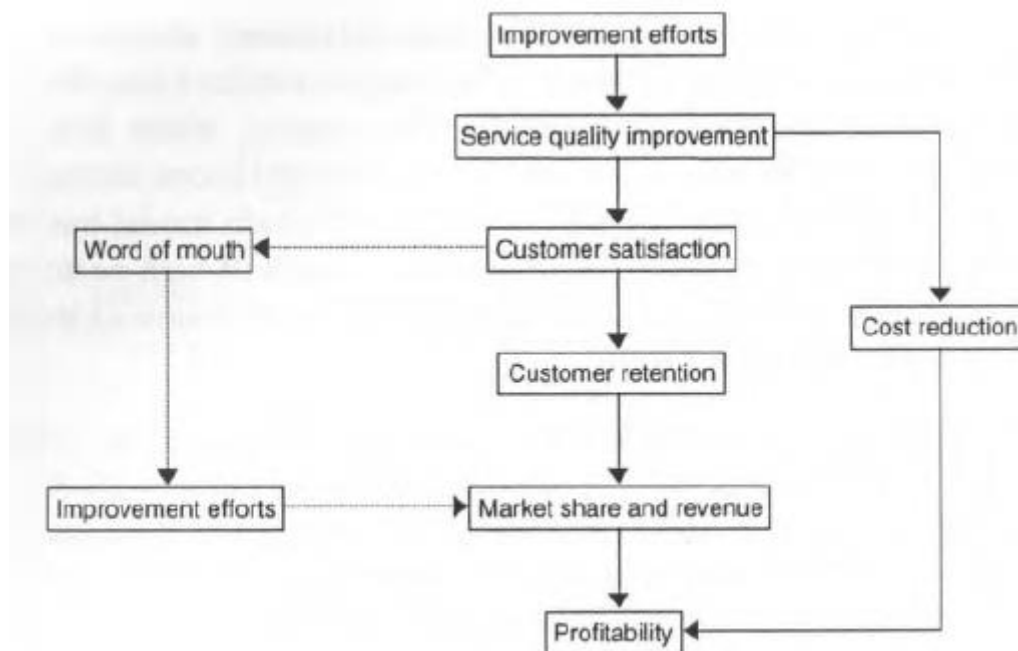 Improvement efforts
Service quality improvement
Word of mouth
Customer satisfaction
Cost reduction
Customer retention
Improvement efforts
Market share and revenue
Profitability